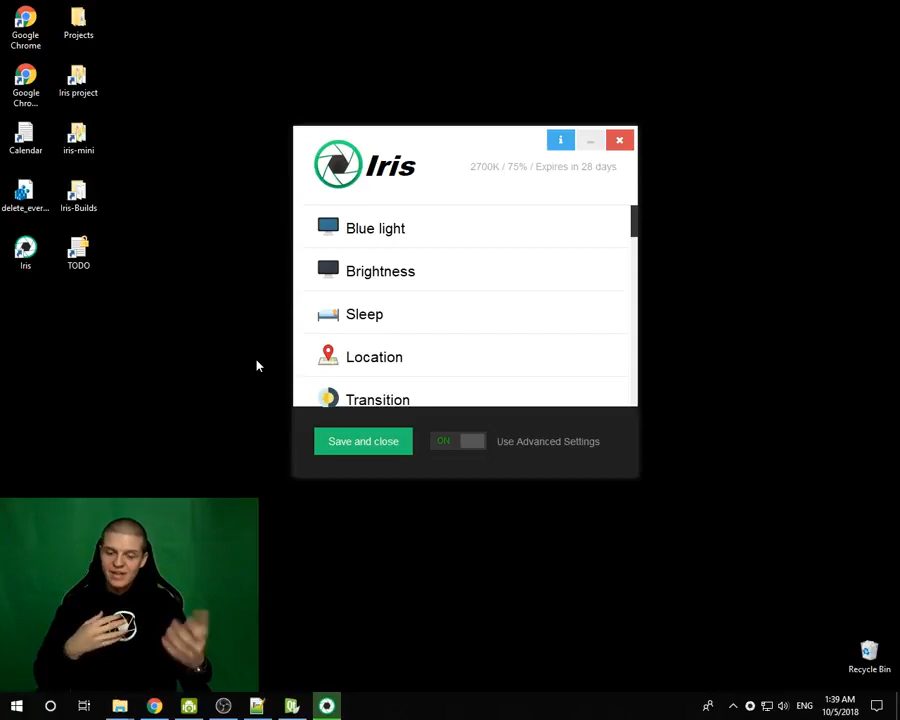 Google
Chrome
Projects
Google
Chro...
Iris project
Calendar
iris-mini
delete_ever...
Iris-Builds
Iris
TODO
Iris
2700K / 75% / Expires in 28 days
Blue light
Brightness
Sleep
Location
Transition
Save and close
ON
Use Advanced Settings
Recycle Bin
ENG
1:39 AM
10/5/2018